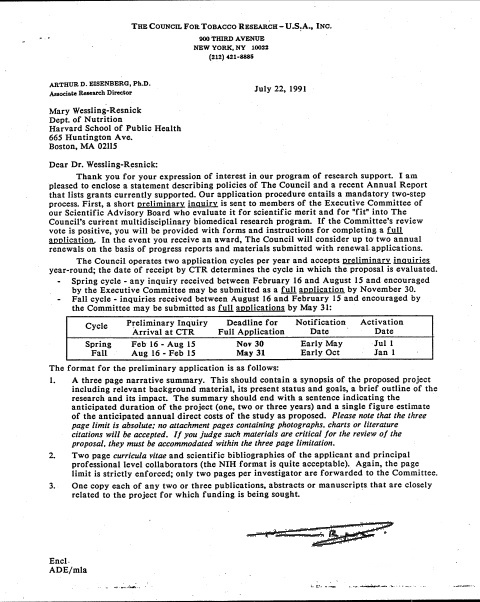 THE COUNCIL FOR TOBACCO RESEARCH – U.S.A., INC.
900 THIRD AVENUE
NEW YORK, NY 10022
(212) 421-8885
ARTHUR D. EISENBERG, Ph.D.
Associate Research Director
July 22, 1991
Mary Wessling-Resnick
Dept. of Nutrition
Harvard School of Public Health
665 Huntington Ave.
Boston, MA 02115
Dear Dr. Wessling-Resnick:
Thank you for your expression of interest in our program of research support. I am
pleased to enclose a statement describing policies of The Council and a recent Annual Report
that lists grants currently supported. Our application procedure entails a mandatory two-step
process. First, a short preliminary inquiry is sent to members of the Executive Committee of
our Scientific Advisory Board who evaluate it for scientific merit and for "fit" into The
Council's current multidisciplinary biomedical research program. If the Committee's review
vote is positive, you will be provided with forms and instructions for completing a full
application. In the event you receive an award, The Council will consider up to two annual
renewals on the basis of progress reports and materials submitted with renewal applications.
The Council operates two application cycles per year and accepts preliminary inquiries
year-round; the date of receipt by CTR determines the cycle in which the proposal is evaluated.
- Spring cycle - any inquiry received between February 16 and August 15 and encouraged
by the Executive Committee may be submitted as a full application by November 30.
- Fall cycle - inquiries received between August 16 and February 15 and encouraged by
the Committee may be submitted as full applications by May 31:
Cycle Preliminary Inquiry Arrival at CTR Deadline for Full Application Notification Date Activation Date
Spring Feb 16 - Aug 15 Nov 30 Early May Jul 1
Fall Aug 16 - Feb 15 May 31 Early Oct Jan 1
The format for the preliminary application is as follows:
1. A three page narrative summary. This should contain a synopsis of the proposed project
including relevant background material, its present status and goals, a brief outline of the
research and its impact. The summary should end with a sentence indicating the
anticipated duration of the project (one, two or three years) and a single figure estimate
of the anticipated annual direct costs of the study as proposed. Please note that the three
page limit is absolute; no attachment pages containing photographs, charts or literature
citations will be accepted. If you judge such materials are critical for the review of the
proposal, they must be accommodated within the three page limitation.
2. Two page curricula vitae and scientific bibliographies of the applicant and principal
professional level collaborators (the NIH format is quite acceptable). Again, the page
limit is strictly enforced; only two pages per investigator are forwarded to the Committee.
3. One copy each of any two or three publications, abstracts or manuscripts that are closely
related to the project for which funding is being sought.
Encl
ADE/mla